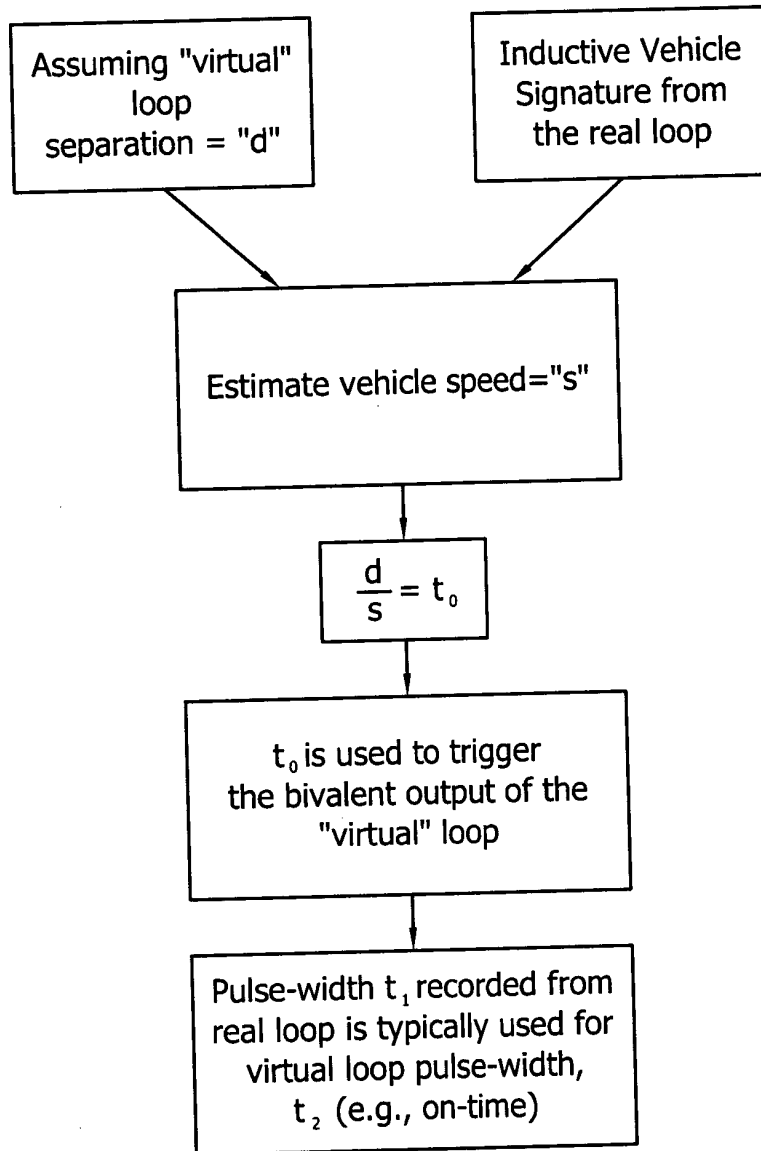 Assuming "virtual"
loop
separation = "d"
Inductive Vehicle
Signature from
the real loop
Estimate vehicle speed="s"
d
s = t₀
t₀ is used to trigger
the bivalent output of the
"virtual" loop
Pulse-width t₁ recorded from
real loop is typically used for
virtual loop pulse-width,
t₂ (e.g., on-time)